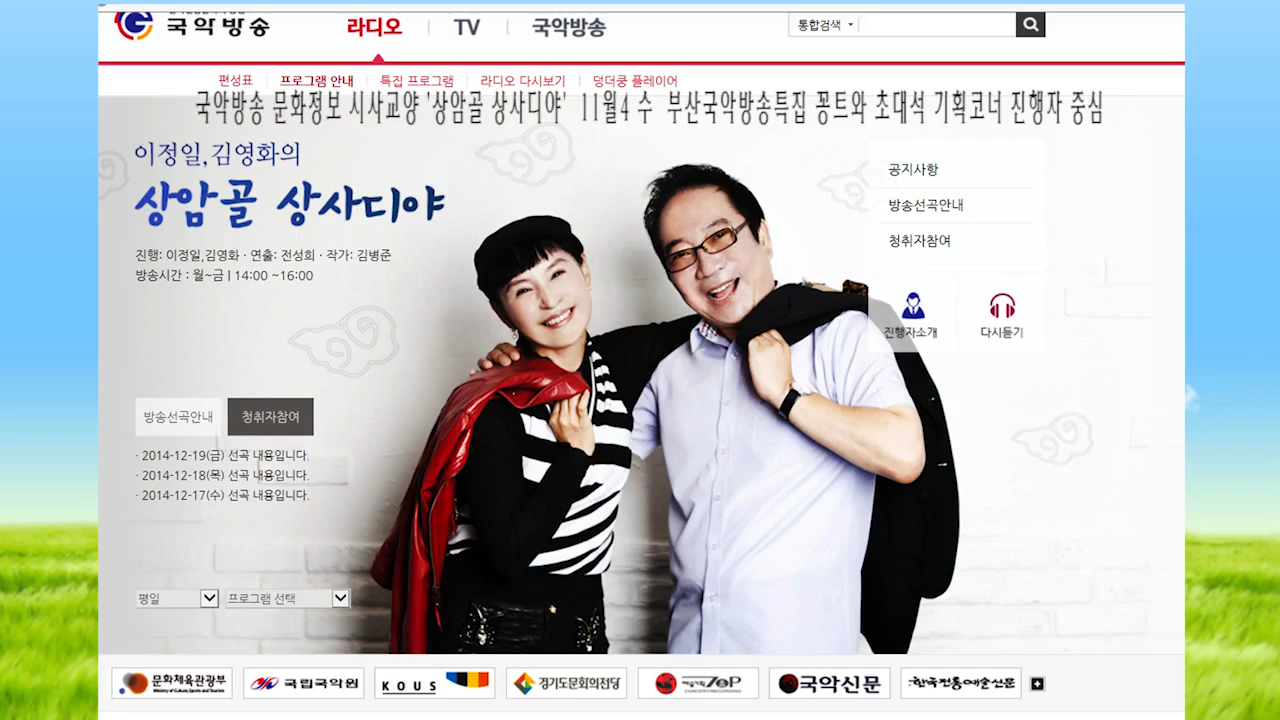 국악방송
라디오
TV
국악방송
통합검색
편성표
프로그램 안내
특집 프로그램
라디오 다시보기
덩더쿵 플레이어
국악방송 문화정보 시사교양 '상암골 상사디야' 11월4 수 부산국악방송특집 꽁트와 초대석 기획코너 진행자 중심
이정일,김영화의
상암골 상사디야
진행: 이정일,김영화 · 연출: 전성희 · 작가: 김병준
방송시간 : 월~금 | 14:00 ~16:00
공지사항
방송선곡안내
청취자참여
진행자소개
다시듣기
방송선곡안내
청취자참여
· 2014-12-19(금) 선곡 내용입니다.
· 2014-12-18(목) 선곡 내용입니다.
· 2014-12-17(수) 선곡 내용입니다.
평일
프로그램 선택
문화체육관광부
Ministry of Culture, Sports and Tourism
국립국악원
KOUS
경기도문화의전당
예술기획 TOP
국악신문
한국전통예술신문